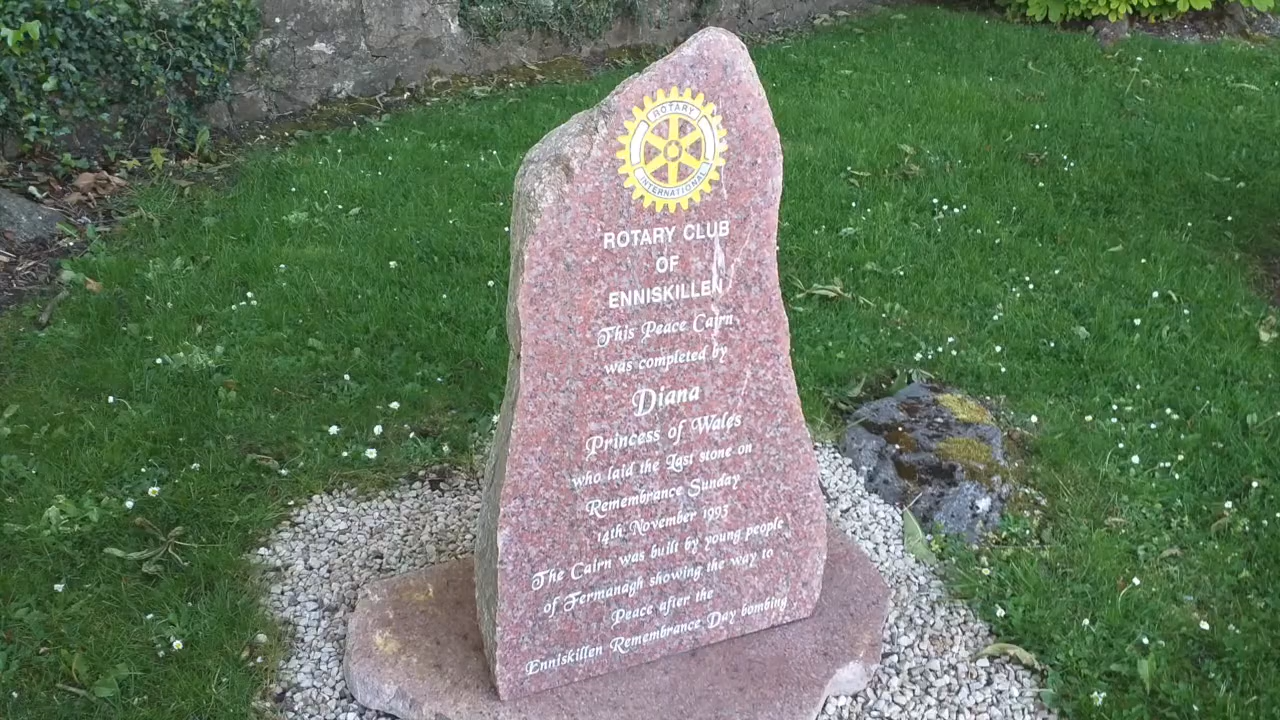 ROTARY
INTERNATIONAL
ROTARY CLUB
OF
ENNISKILLEN
This Peace Cairn
was completed by
Diana
Princess of Wales
who laid the Last stone on
Remembrance Sunday
14th November 1993
The Cairn was built by young people
of Fermanagh showing the way to
Peace after the
Enniskillen Remembrance Day bombing